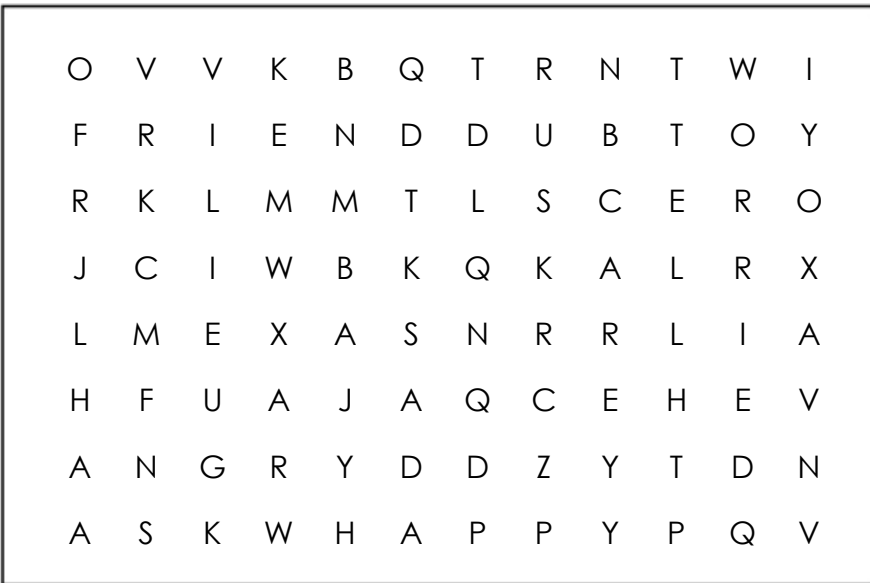 O V V K B Q T R N T W I
F R I E N D D U B T O Y
R K L M M T L S C E R O
J C I W B K Q K A L R X
L M E X A S N R R L I A
H F U A J A Q C E H E V
A N G R Y D D Z Y T D N
A S K W H A P P Y P Q V